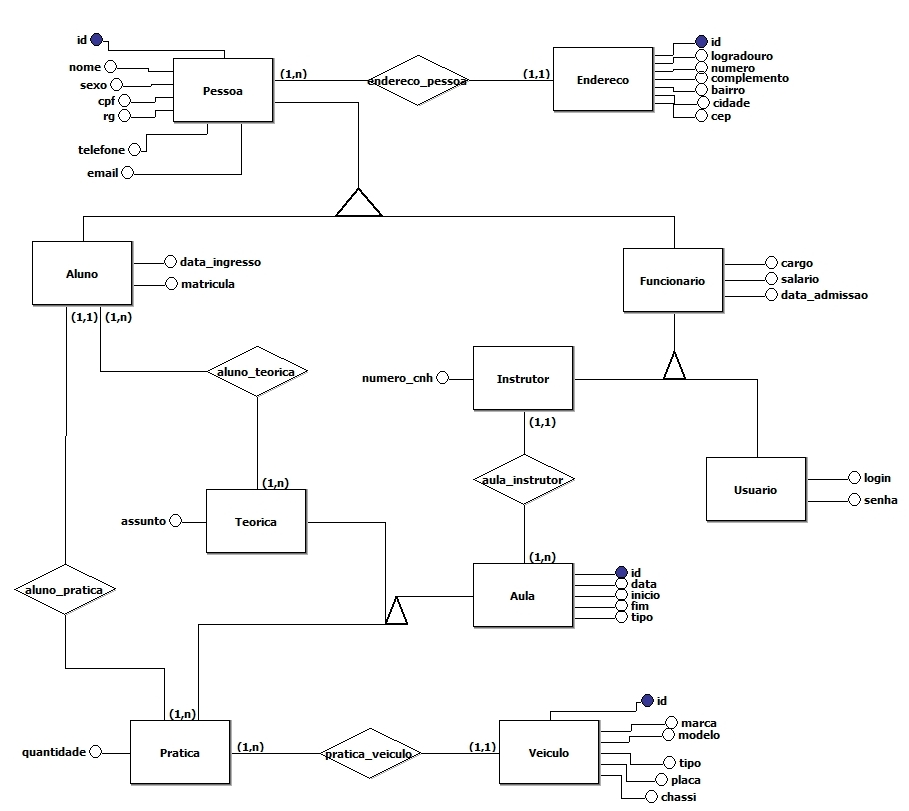 id
nome
sexo
cpf
rg
telefone
email
Pessoa
(1,n)
endereco_pessoa
(1,1)
Endereco
id
logradouro
numero
complemento
bairro
cidade
cep
Aluno
data_ingresso
matricula
(1,1)
(1,n)
Funcionario
cargo
salario
data_admissao
aluno_teorica
numero_cnh
Instrutor
(1,1)
aula_instrutor
Usuario
login
senha
(1,n)
assunto
Teorica
(1,n)
Aula
id
data
inicio
fim
tipo
aluno_pratica
(1,n)
quantidade
Pratica
(1,n)
pratica_veiculo
(1,1)
Veiculo
id
marca
modelo
tipo
placa
chassi